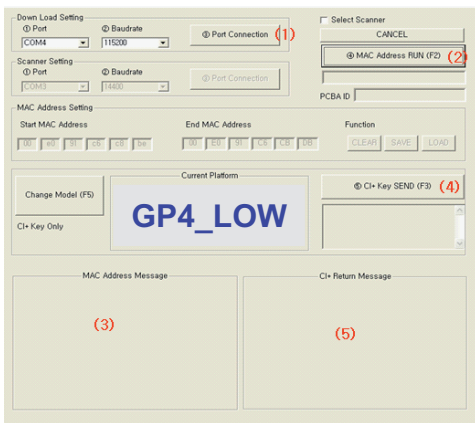 Down Load Setting
① Port ② Baudrate
COM4 115200 ③ Port Connection (1)
Scanner Setting
① Port ② Baudrate
COM3 14400 ③ Port Connection
Select Scanner
CANCEL
④ MAC Address RUN (F2) (2)
PCBA ID
MAC Address Setting
Start MAC Address End MAC Address Function
00 e0 91 c6 c8 be 00 E0 91 C6 CB DB CLEAR SAVE LOAD
Current Platform
Change Model (F5)
GP4_LOW
CI+ Key Only
⑥ CI+ Key SEND (F3) (4)
MAC Address Message
(3)
CI+ Return Message
(5)